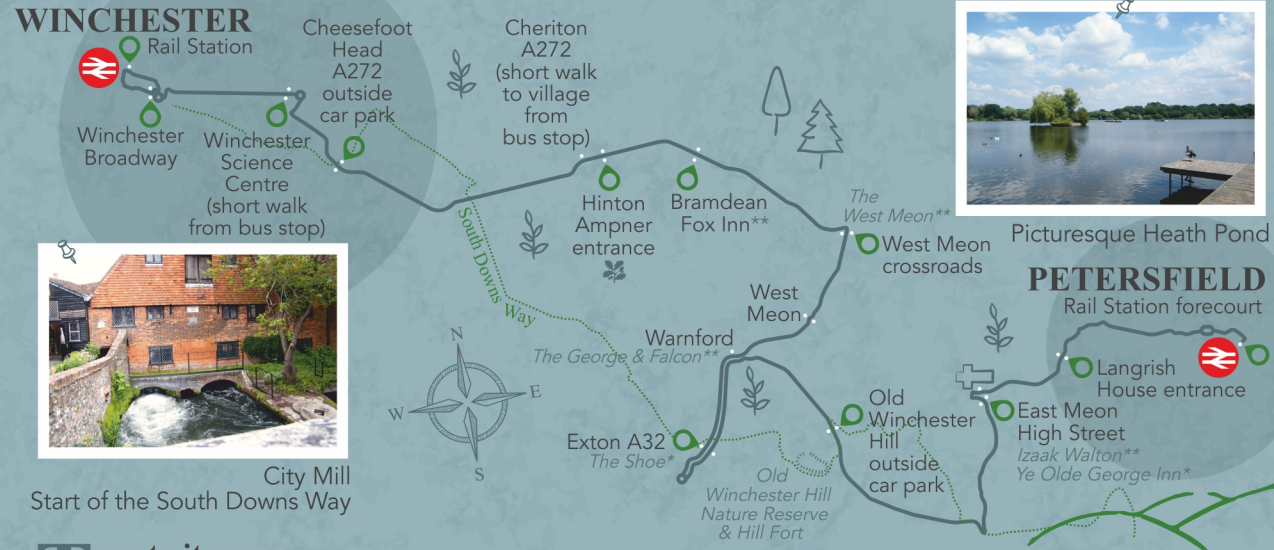 WINCHESTER
Rail Station
Winchester
Broadway
Winchester
Science
Centre
(short walk
from bus stop)
Cheesefoot
Head
A272
outside
car park
Cheriton
A272
(short walk
to village
from
bus stop)
Hinton
Ampner
entrance
Bramdean
Fox Inn**
The
West Meon**
West Meon
crossroads
Picturesque Heath Pond
PETERSFIELD
Rail Station forecourt
Langrish
House entrance
West
Meon
Warnford
The George & Falcon**
South Downs Way
N
E
S
W
Exton A32
The Shoe*
Old
Winchester
Hill
outside
car park
East Meon
High Street
Izaak Walton**
Ye Olde George Inn*
Old
Winchester Hill
Nature Reserve
& Hill Fort
City Mill
Start of the South Downs Way